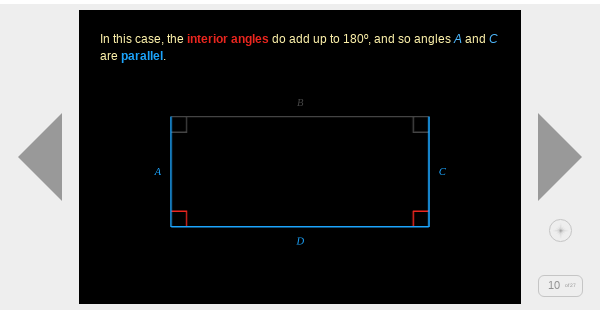 In this case, the interior angles do add up to 180º, and so angles A and C
are parallel.
B
A
C
D
10